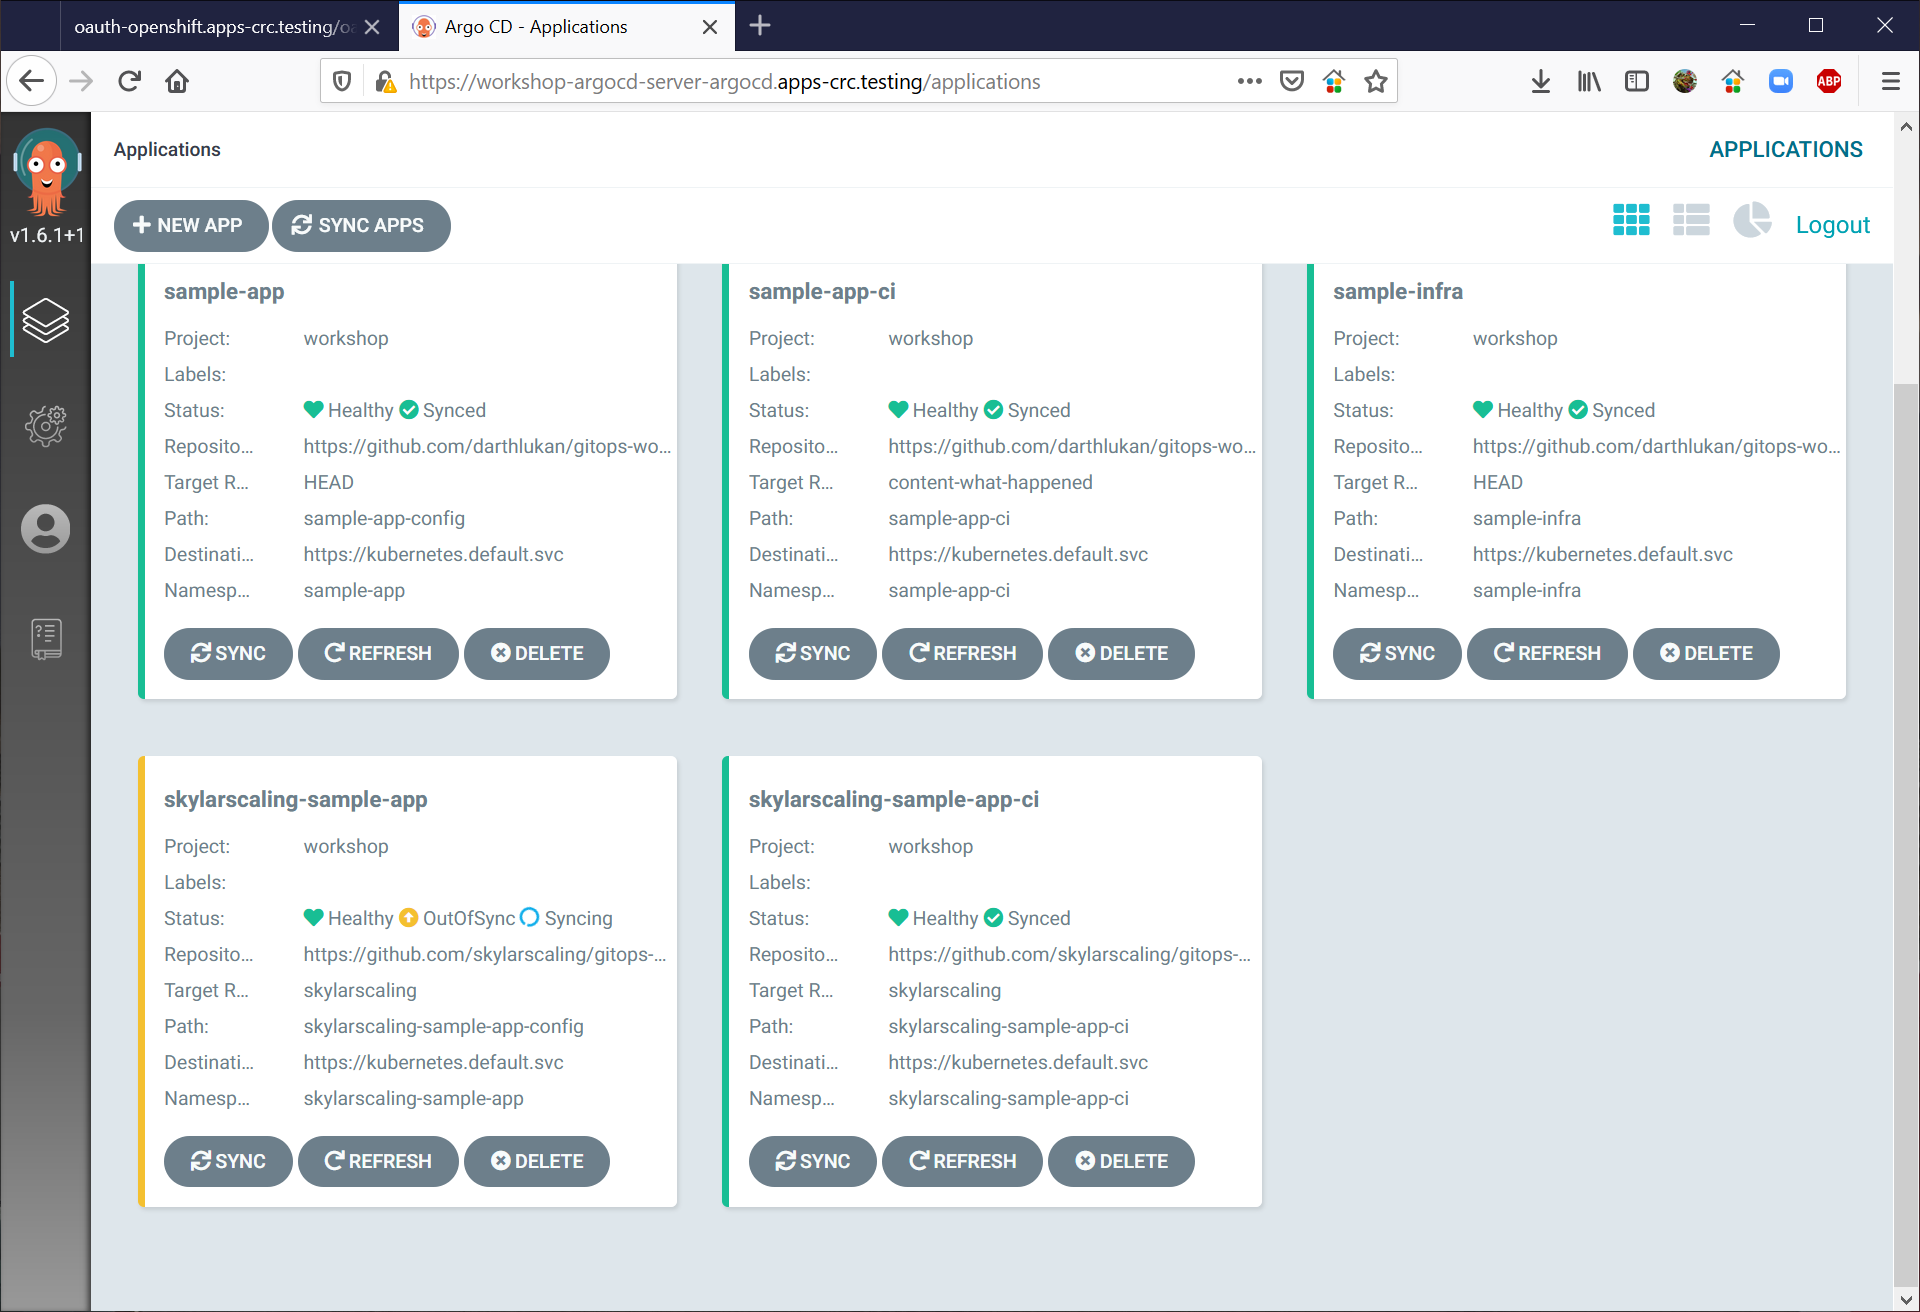 oauth-openshift.apps-crc.testing/oa
Argo CD - Applications
https://workshop-argocd-server-argocd.apps-crc.testing/applications
ABP
v1.6.1+1
Applications
APPLICATIONS
NEW APP
SYNC APPS
Logout
sample-app
Project: workshop
Labels:
Status: Healthy Synced
Reposito... https://github.com/darthlukan/gitops-wo...
Target R... HEAD
Path: sample-app-config
Destinati... https://kubernetes.default.svc
Namesp... sample-app
SYNC REFRESH DELETE
sample-app-ci
Project: workshop
Labels:
Status: Healthy Synced
Reposito... https://github.com/darthlukan/gitops-wo...
Target R... content-what-happened
Path: sample-app-ci
Destinati... https://kubernetes.default.svc
Namesp... sample-app-ci
SYNC REFRESH DELETE
sample-infra
Project: workshop
Labels:
Status: Healthy Synced
Reposito... https://github.com/darthlukan/gitops-wo...
Target R... HEAD
Path: sample-infra
Destinati... https://kubernetes.default.svc
Namesp... sample-infra
SYNC REFRESH DELETE
skylarscaling-sample-app
Project: workshop
Labels:
Status: Healthy OutOfSync Syncing
Reposito... https://github.com/skylarscaling/gitops-...
Target R... skylarscaling
Path: skylarscaling-sample-app-config
Destinati... https://kubernetes.default.svc
Namesp... skylarscaling-sample-app
SYNC REFRESH DELETE
skylarscaling-sample-app-ci
Project: workshop
Labels:
Status: Healthy Synced
Reposito... https://github.com/skylarscaling/gitops-...
Target R... skylarscaling
Path: skylarscaling-sample-app-ci
Destinati... https://kubernetes.default.svc
Namesp... skylarscaling-sample-app-ci
SYNC REFRESH DELETE